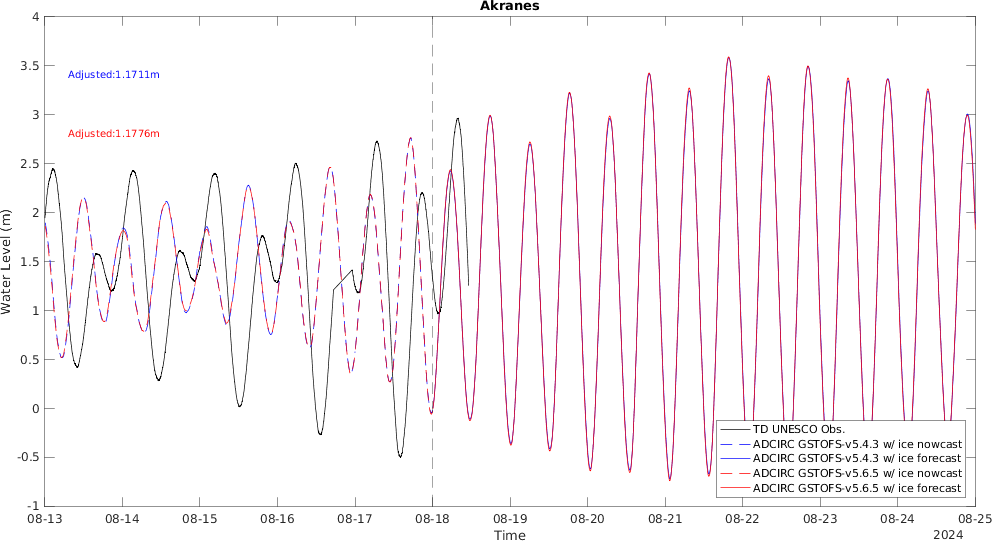 Akranes
4
3.5
3
2.5
2
1.5
1
0.5
0
-0.5
-1
Water Level (m)
Adjusted:1.1711m
Adjusted:1.1776m
TD UNESCO Obs.
ADCIRC GSTOFS-v5.4.3 w/ ice nowcast
ADCIRC GSTOFS-v5.4.3 w/ ice forecast
ADCIRC GSTOFS-v5.6.5 w/ ice nowcast
ADCIRC GSTOFS-v5.6.5 w/ ice forecast
08-13 08-14 08-15 08-16 08-17 08-18 08-19 08-20 08-21 08-22 08-23 08-24 08-25
Time
2024